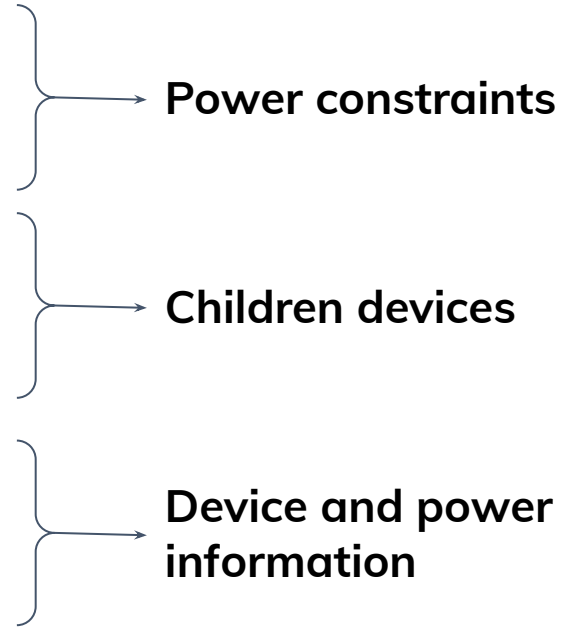 Power constraints
Children devices
Device and power
information